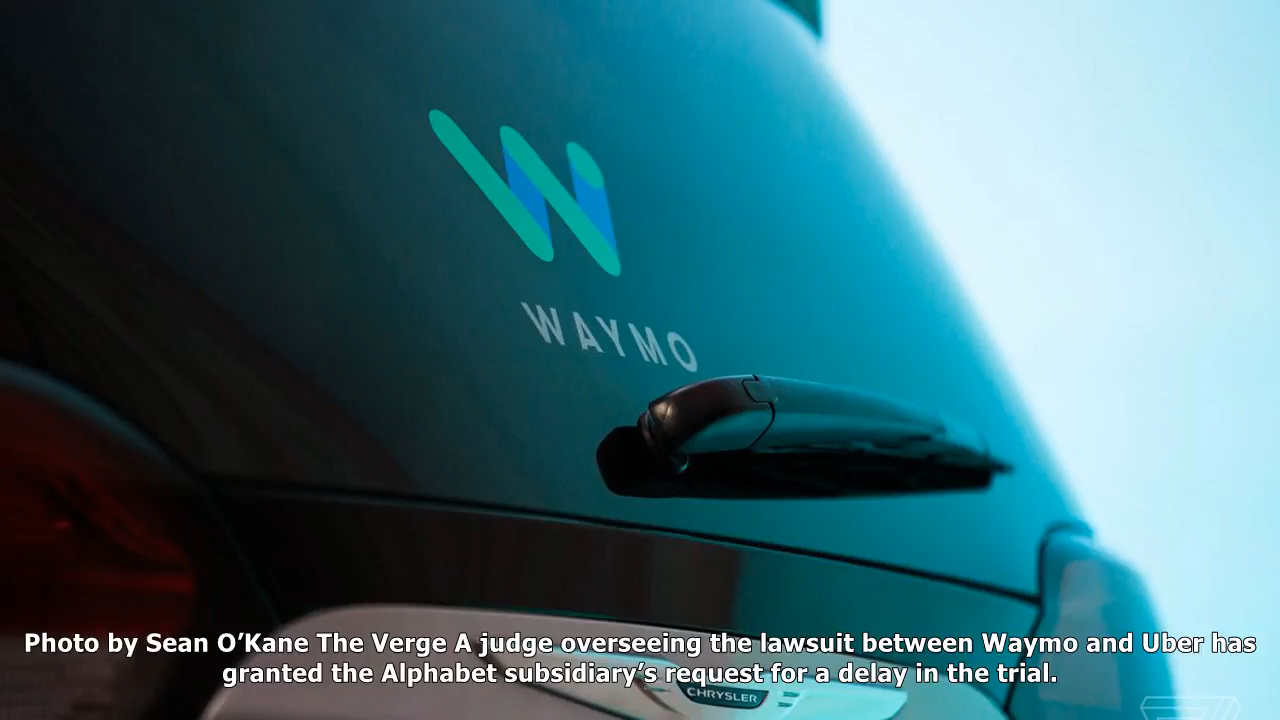 WAYMO
Photo by Sean O’Kane The Verge A judge overseeing the lawsuit between Waymo and Uber has
granted the Alphabet subsidiary’s request for a delay in the trial.
CHRYSLER